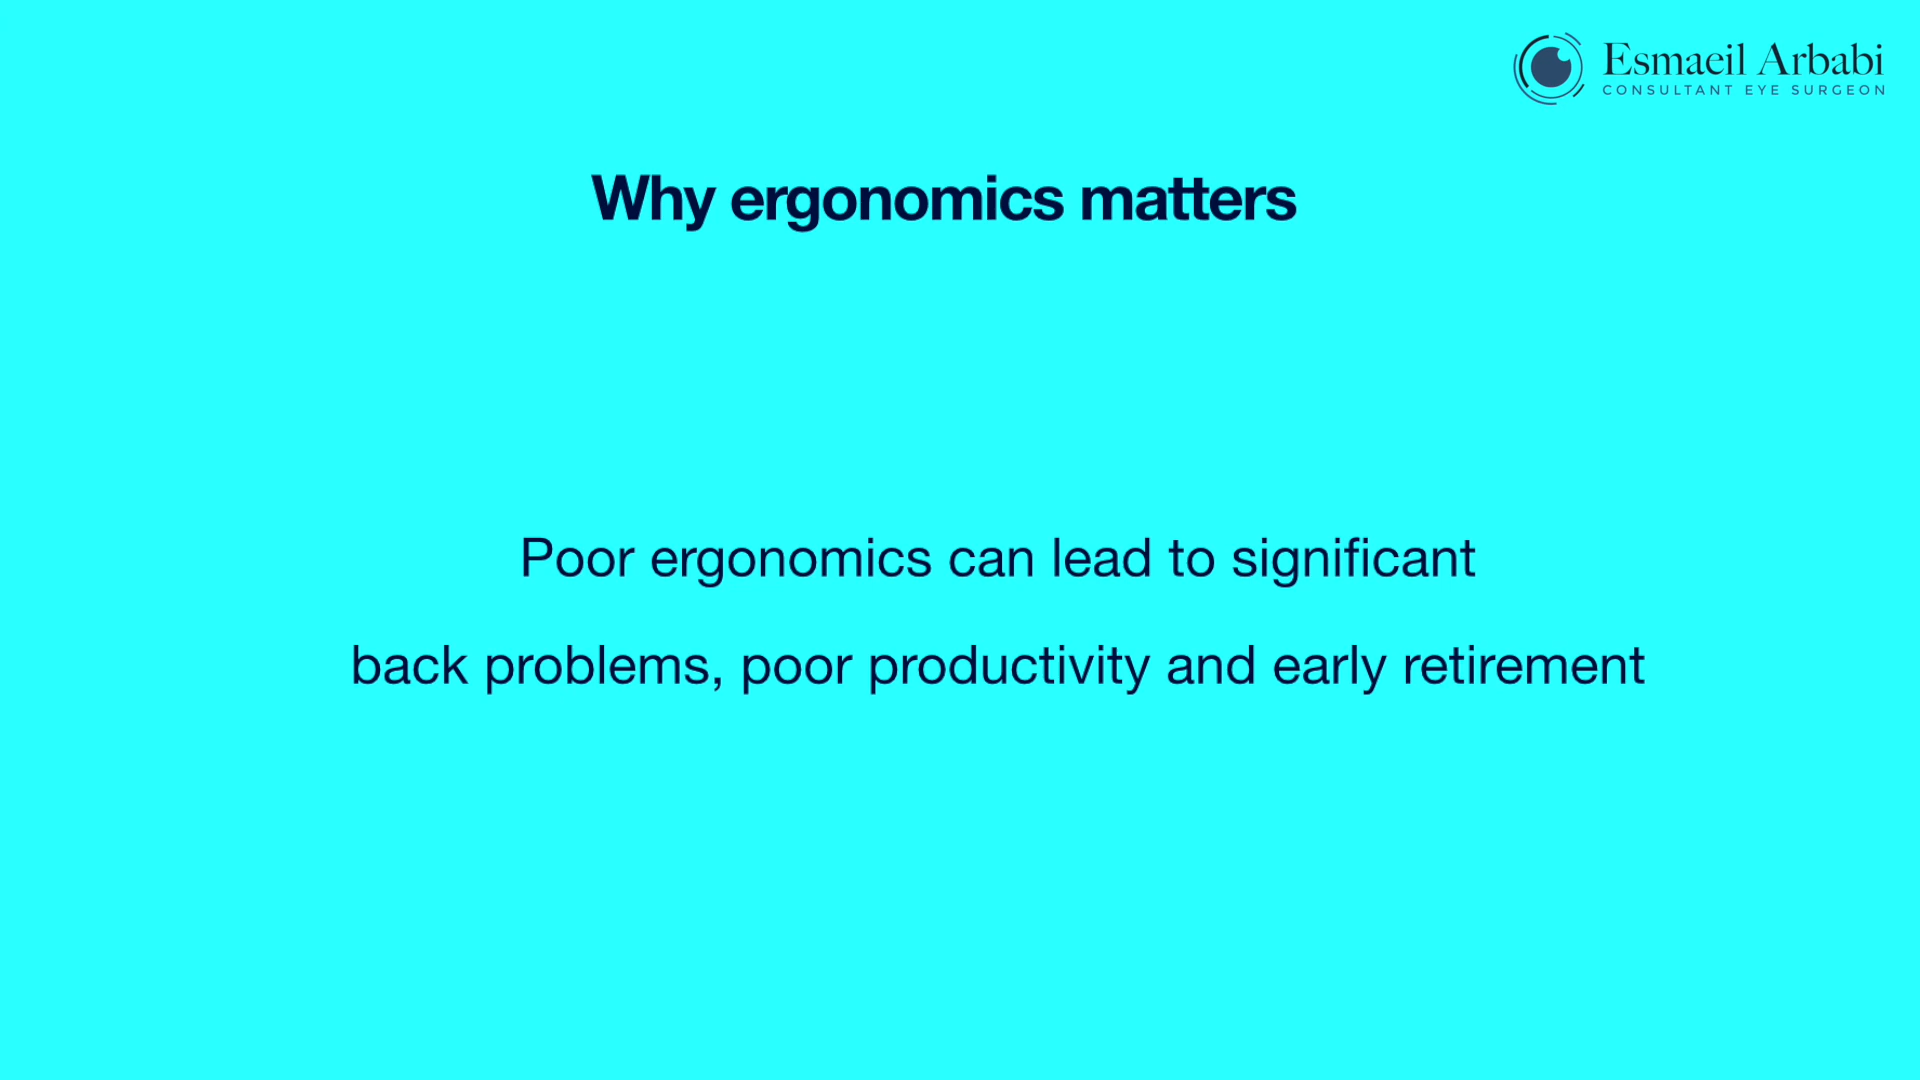 Esmaeil Arbabi
CONSULTANT EYE SURGEON
Why ergonomics matters
Poor ergonomics can lead to significant
back problems, poor productivity and early retirement